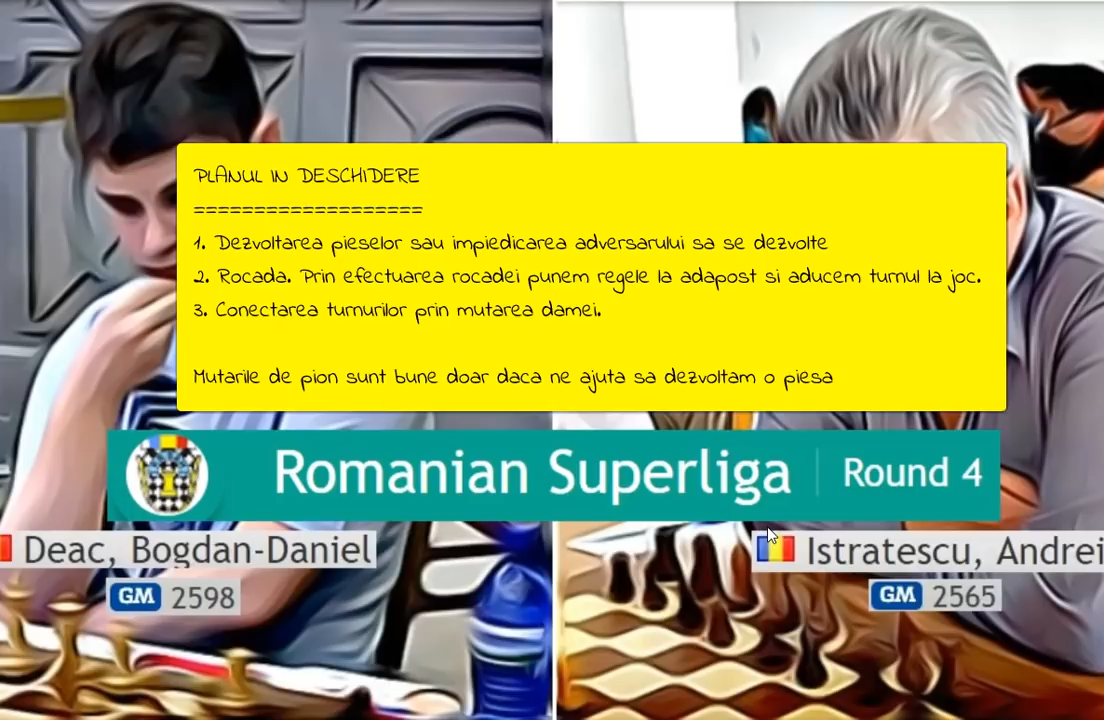 PLANUL IN DESCHIDERE
===================
1. Dezvoltarea pieselor sau impiedicarea adversarului sa se dezvolte
2. Rocada. Prin efectuarea rocadei punem regele la adapost si aducem turnul la joc.
3. Conectarea turnurilor prin mutarea damei.
Mutarile de pion sunt bune doar daca ne ajuta sa dezvoltam o piesa
Romanian Superliga | Round 4
Deac, Bogdan-Daniel
GM 2598
Istratescu, Andrei
GM 2565